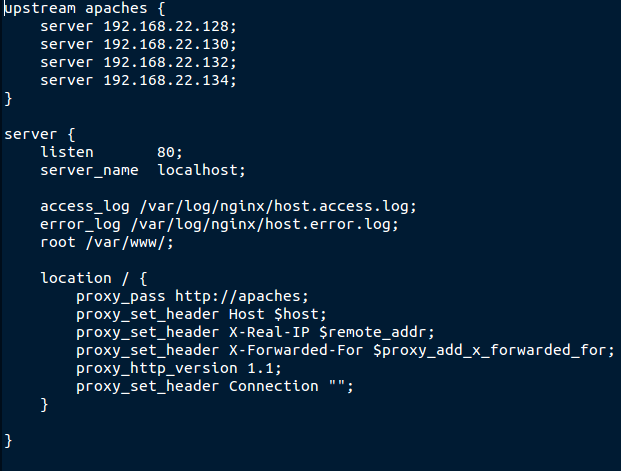 upstream apaches {
    server 192.168.22.128;
    server 192.168.22.130;
    server 192.168.22.132;
    server 192.168.22.134;
}

server {
    listen       80;
    server_name  localhost;

    access_log /var/log/nginx/host.access.log;
    error_log /var/log/nginx/host.error.log;
    root /var/www/;

    location / {
        proxy_pass http://apaches;
        proxy_set_header Host $host;
        proxy_set_header X-Real-IP $remote_addr;
        proxy_set_header X-Forwarded-For $proxy_add_x_forwarded_for;
        proxy_http_version 1.1;
        proxy_set_header Connection "";
    }

}